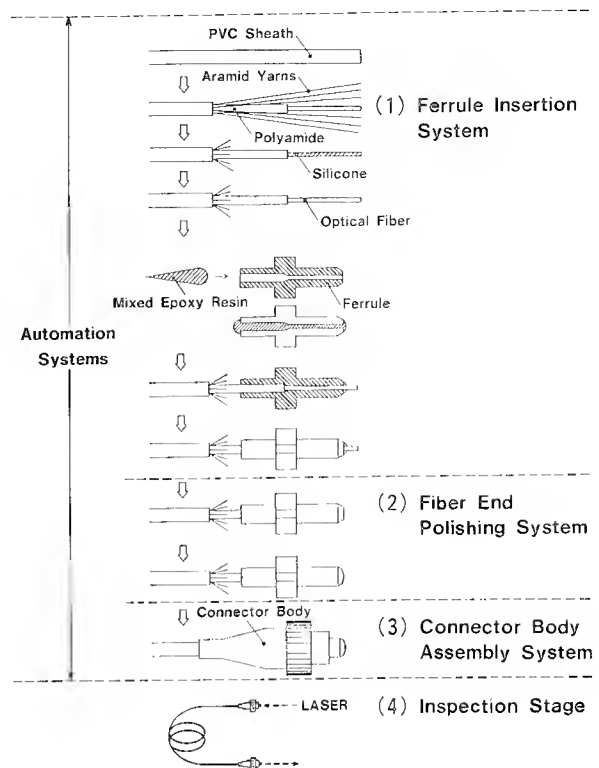 PVC Sheath
Aramid Yarns
(1) Ferrule Insertion
System
Polyamide
Silicone
Optical Fiber
Mixed Epoxy Resin
Ferrule
Automation
Systems
(2) Fiber End
Polishing System
Connector Body
(3) Connector Body
Assembly System
LASER
(4) Inspection Stage